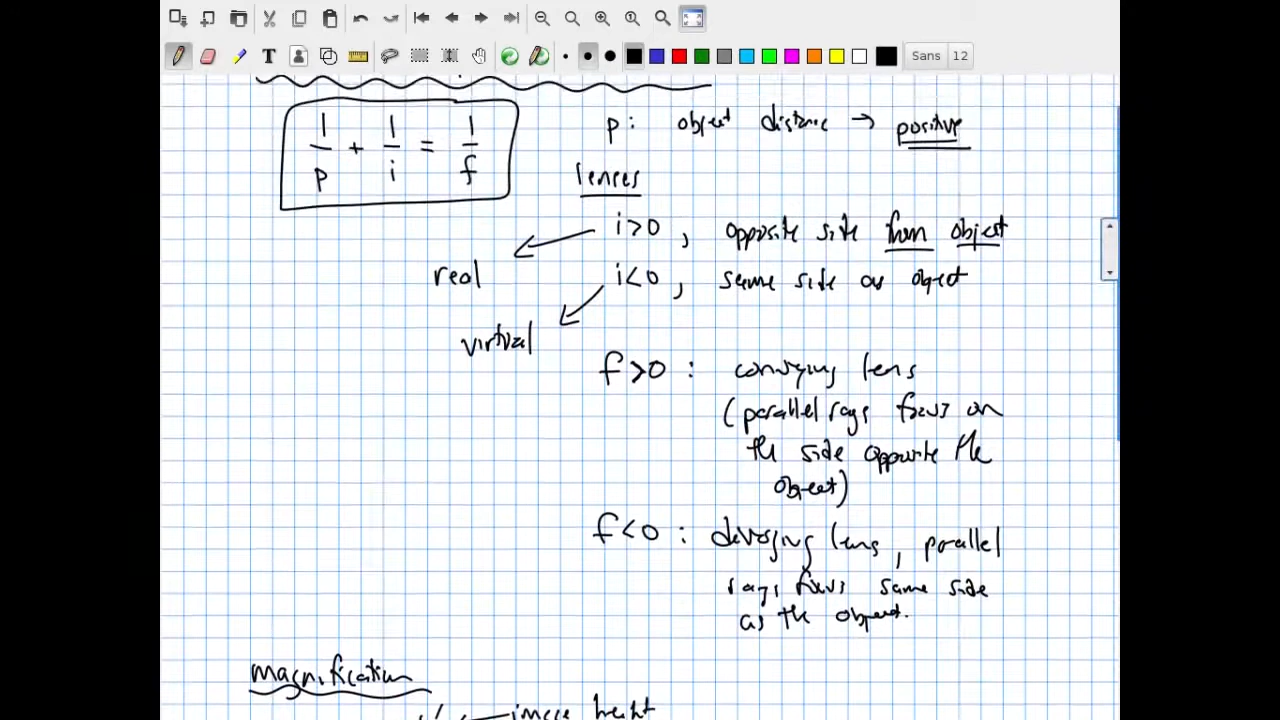 Sans 12
1/p + 1/i = 1/f
p: object distance → positive
lenses
i>0, opposite side from object
real
i<0, same side as object
virtual
f>0: converging lens
(parallel rays focus on
the side opposite the
object)
f<0: diverging lens, parallel
rays focus same side
as the object.
magnification
image height